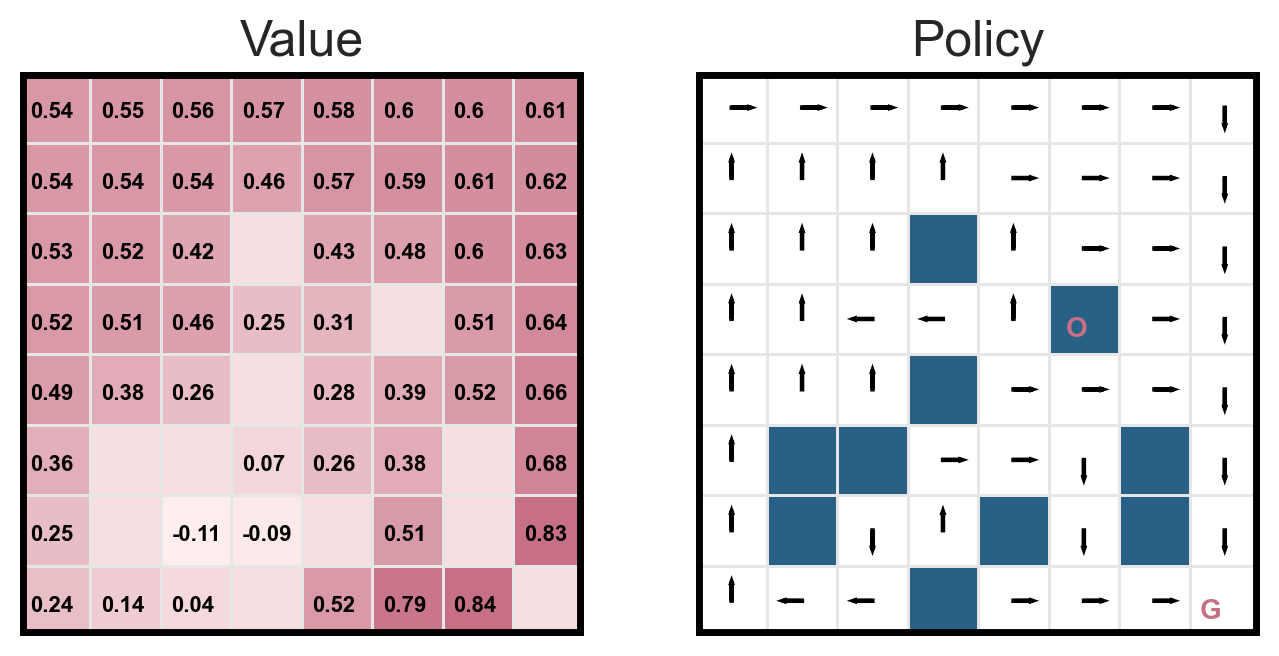 Value Policy
0.54 0.55 0.56 0.57 0.58 0.6 0.6 0.61
0.54 0.54 0.54 0.46 0.57 0.59 0.61 0.62
0.53 0.52 0.42 0.43 0.48 0.6 0.63
0.52 0.51 0.46 0.25 0.31 0.51 0.64 O
0.49 0.38 0.26 0.28 0.39 0.52 0.66
0.36 0.07 0.26 0.38 0.68
0.25 -0.11 -0.09 0.51 0.83
0.24 0.14 0.04 0.52 0.79 0.84 G